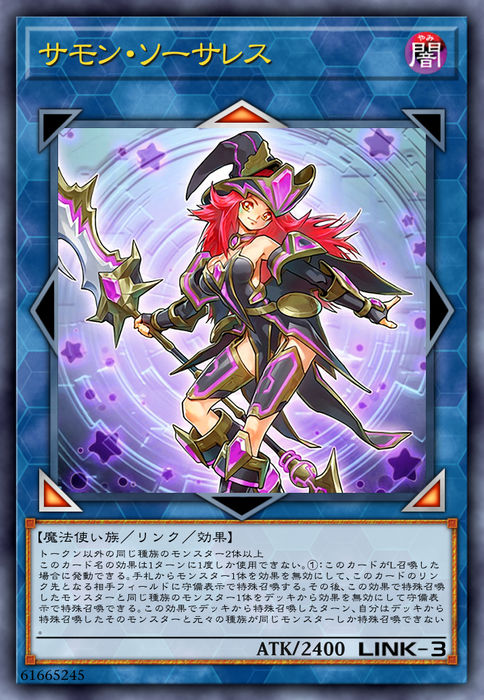 サモン・ソーサレス
やみ
闇
【魔法使い族／リンク／効果】
トークン以外の同じ種族のモンスター2体以上
このカード名の効果は1ターンに1度しか使用できない。①：このカードがL召喚した
場合に発動できる。手札からモンスター1体を効果を無効にして、このカードのリン
ク先となる相手フィールドに守備表示で特殊召喚する。その後、この効果で特殊召喚
したモンスターと同じ種族のモンスター1体をデッキから効果を無効にして守備表
示で特殊召喚できる。この効果でデッキから特殊召喚したターン、自分はデッキから
特殊召喚したそのモンスターと元々の種族が同じモンスターしか特殊召喚できない
。
ATK/2400 LINK-3
61665245